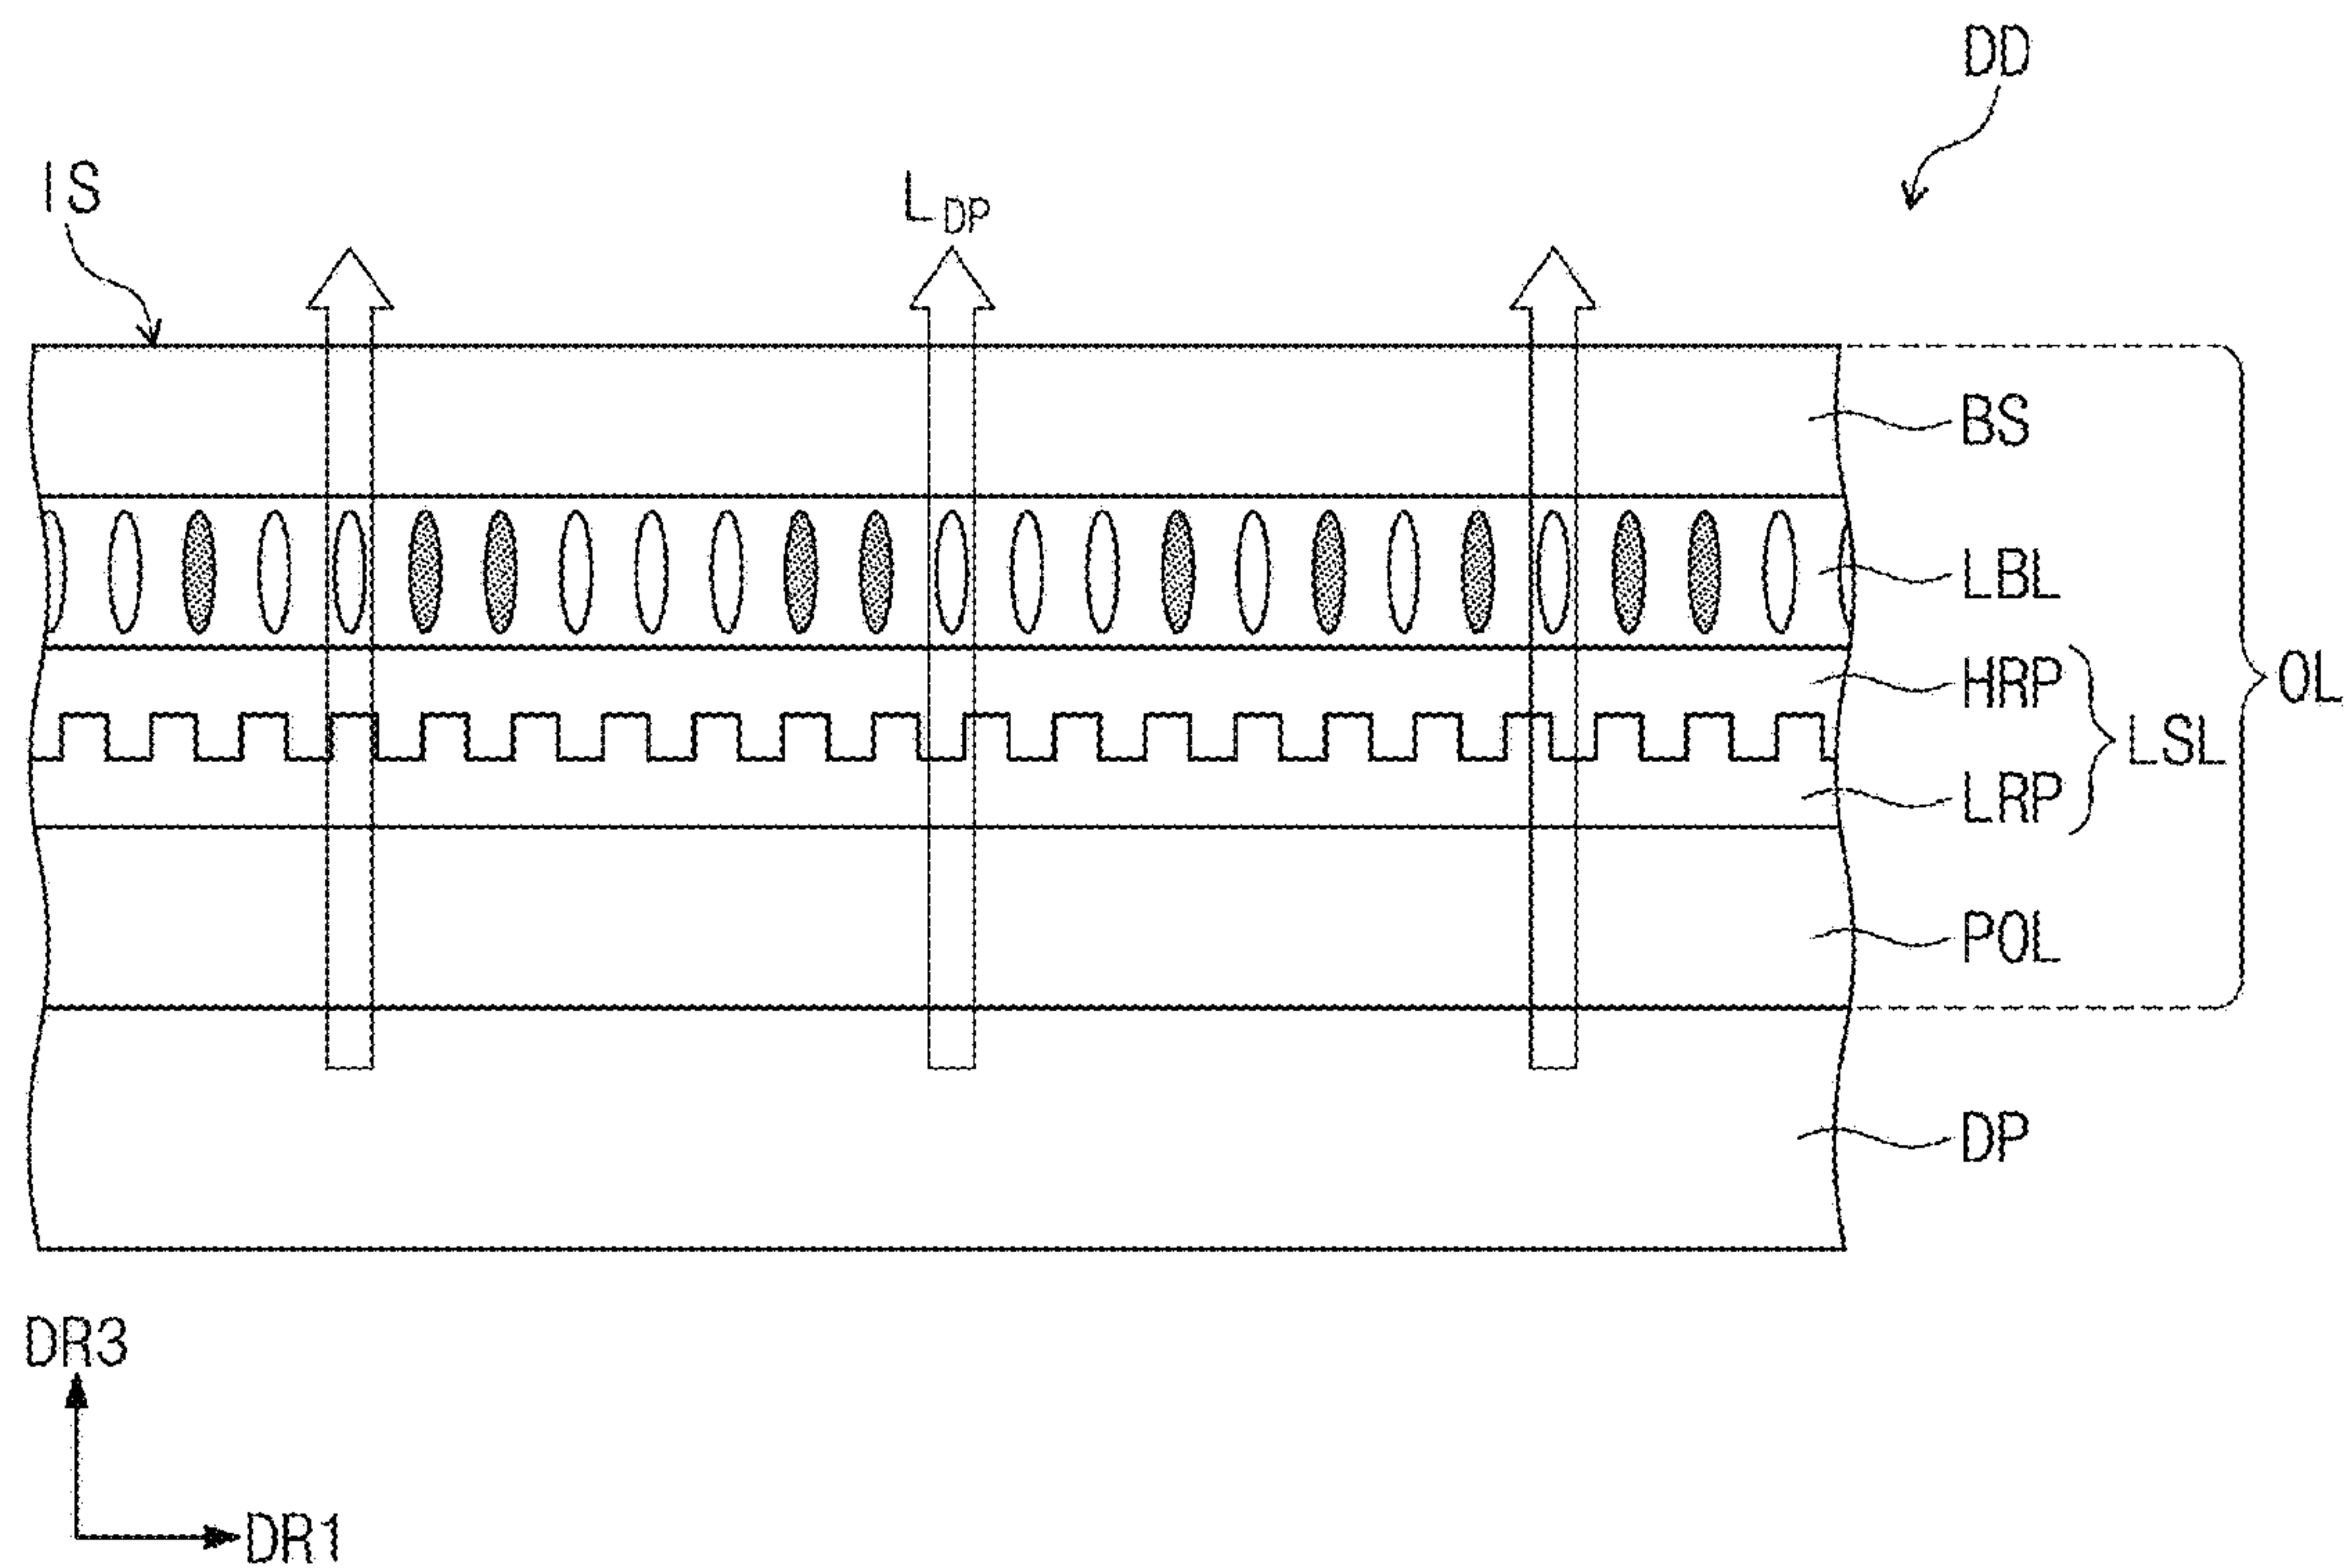 DD
IS
LDP
BS
LBL
HRP
OL
LSL
LRP
POL
DP
DR3
DR1